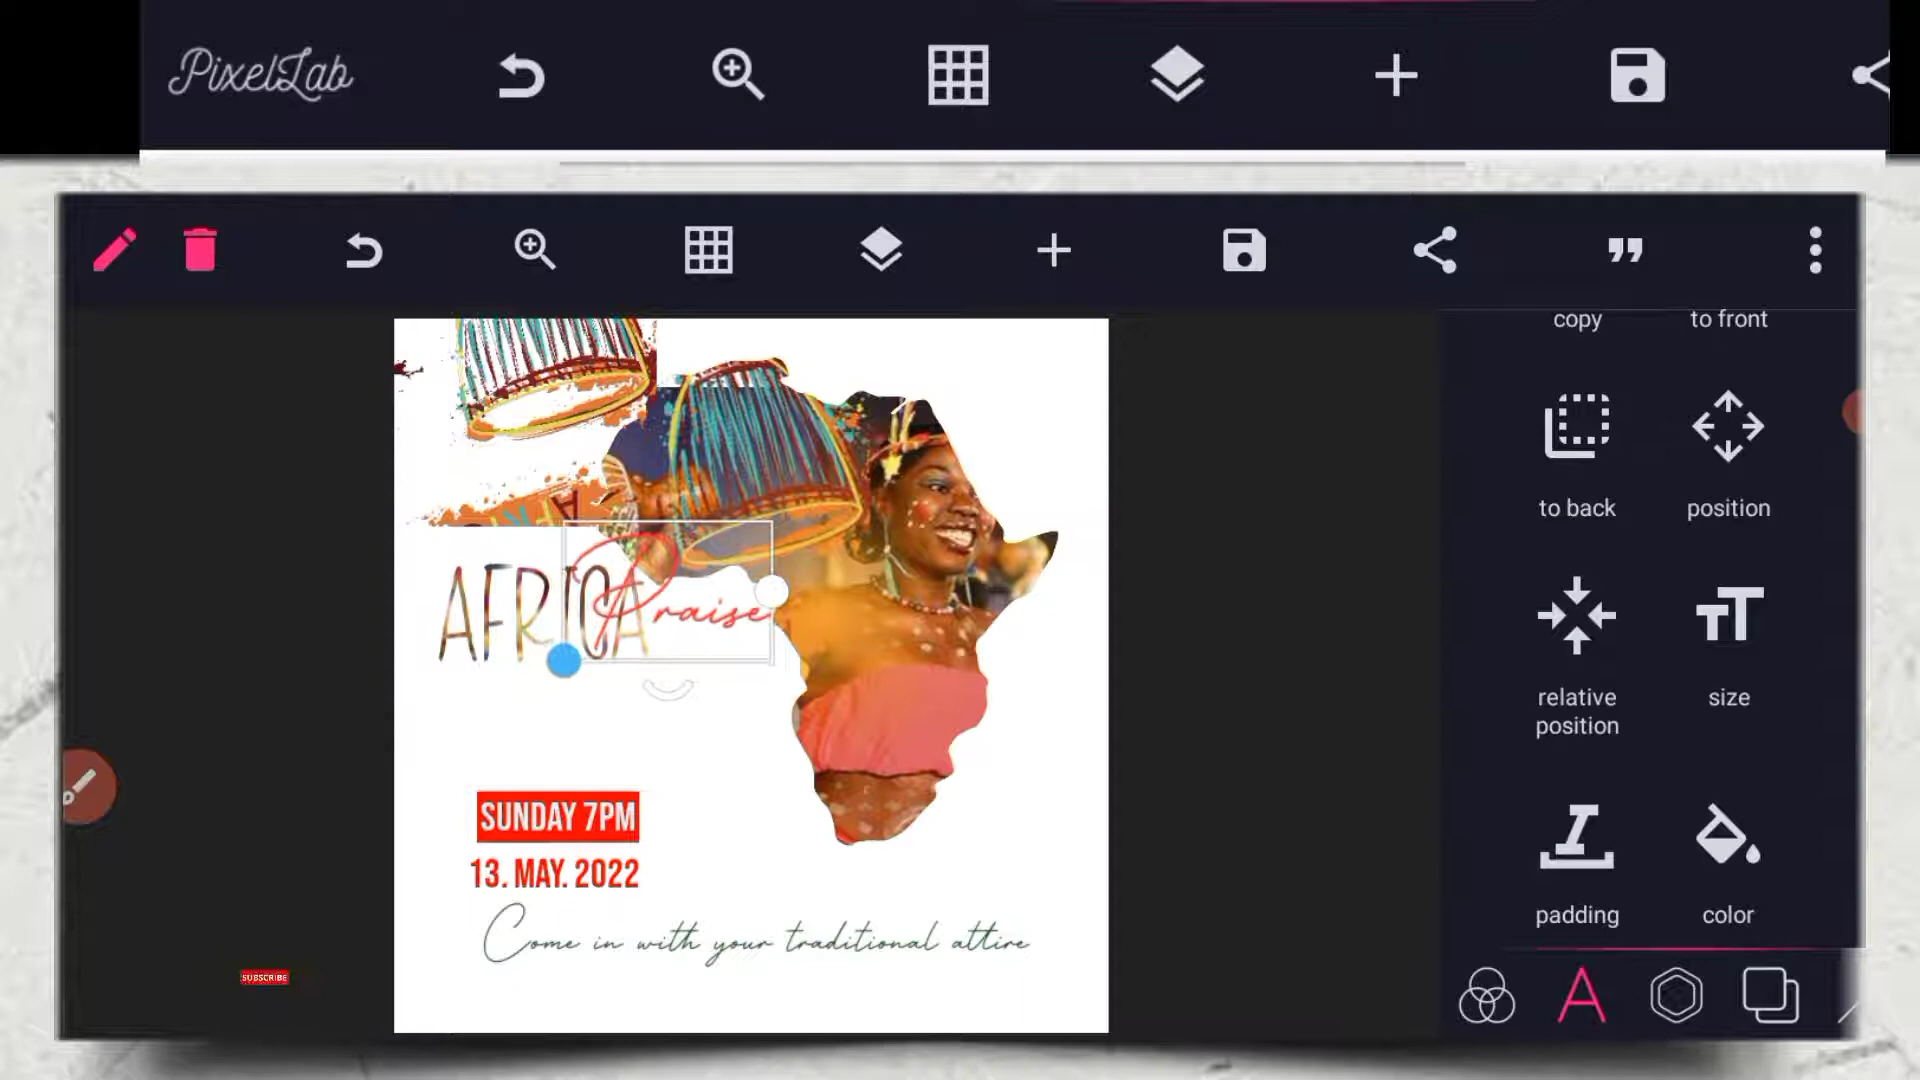 PixelLab
copy
to front
to back
position
relative
position
size
padding
color
AFRICA
Praise
SUNDAY 7PM
13. MAY. 2022
Come in with your traditional attire
SUBSCRIBE